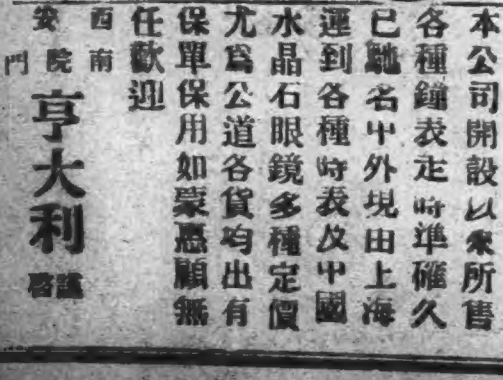 本公司開設以來所售
各種鐘表走時準確久
已馳名中外現由上海
運到各種時表及中國
水晶石眼鏡多種定價
尤爲公道各貨均出有
保單保用如蒙惠顧無
任歡迎
西安門
南院
亨大利謹啓